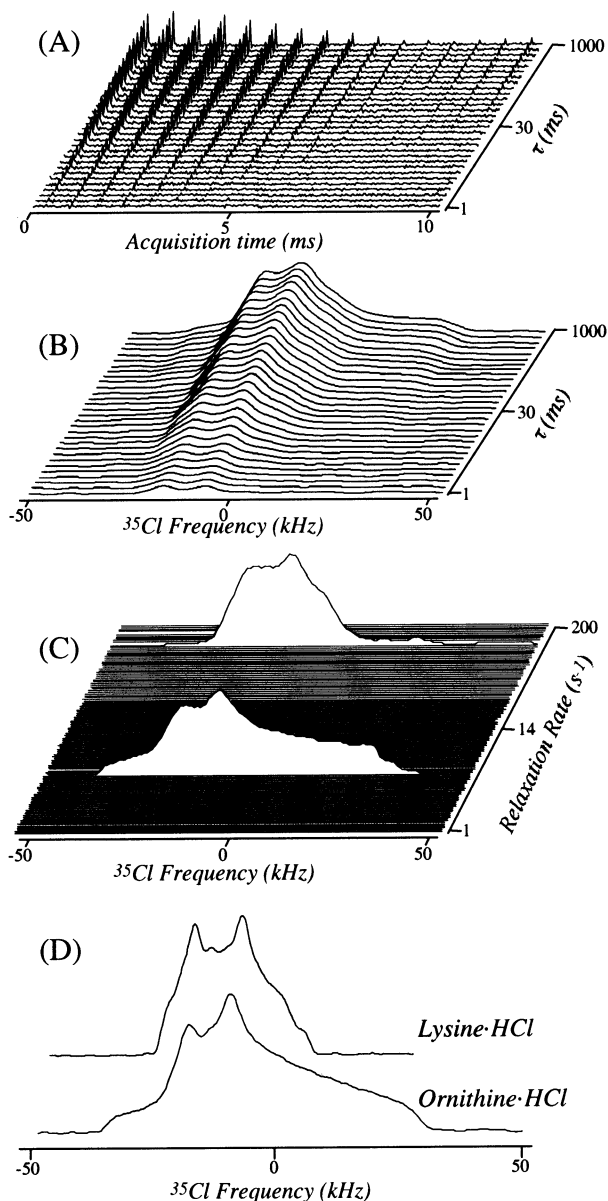 (A)
1000
30
τ (ms)
1
0
5
10
Acquisition time (ms)
(B)
1000
30
τ (ms)
1
-50
0
50
³⁵Cl Frequency (kHz)
(C)
200
14
Relaxation Rate (s⁻¹)
1
-50
0
50
³⁵Cl Frequency (kHz)
(D)
Lysine·HCl
Ornithine·HCl
-50
0
50
³⁵Cl Frequency (kHz)